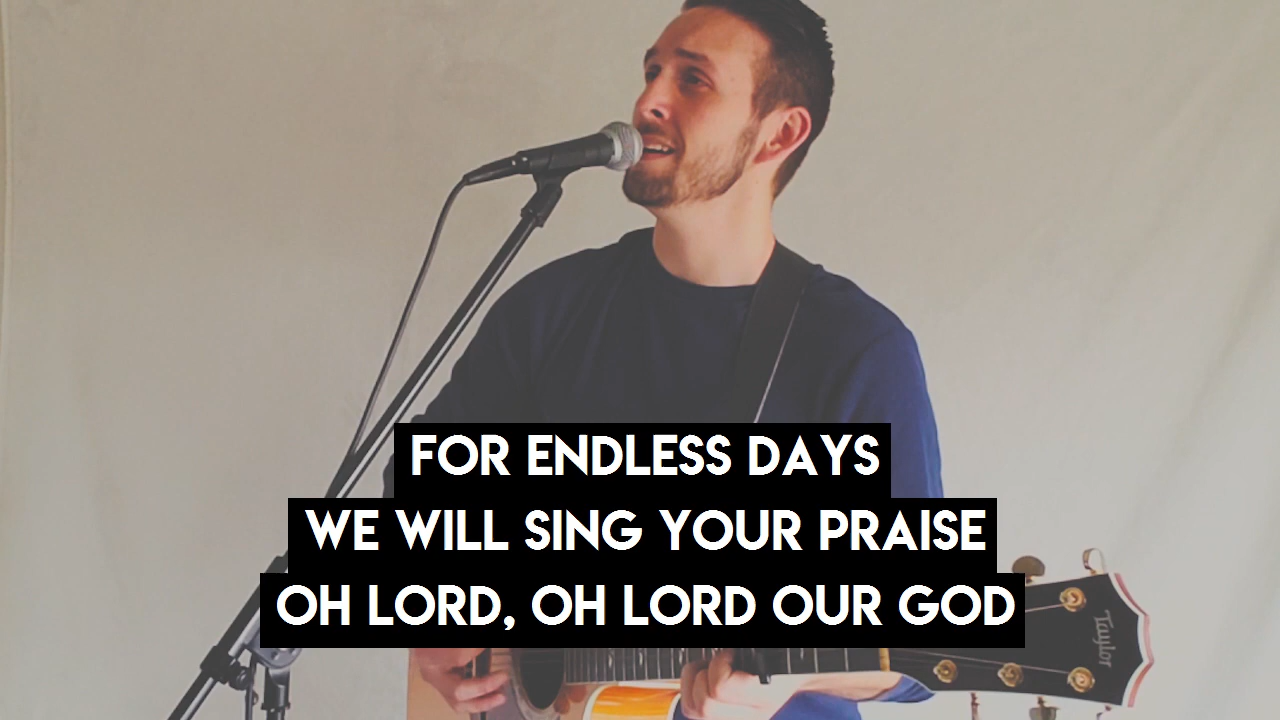 FOR ENDLESS DAYS
WE WILL SING YOUR PRAISE
OH LORD, OH LORD OUR GOD
Taylor